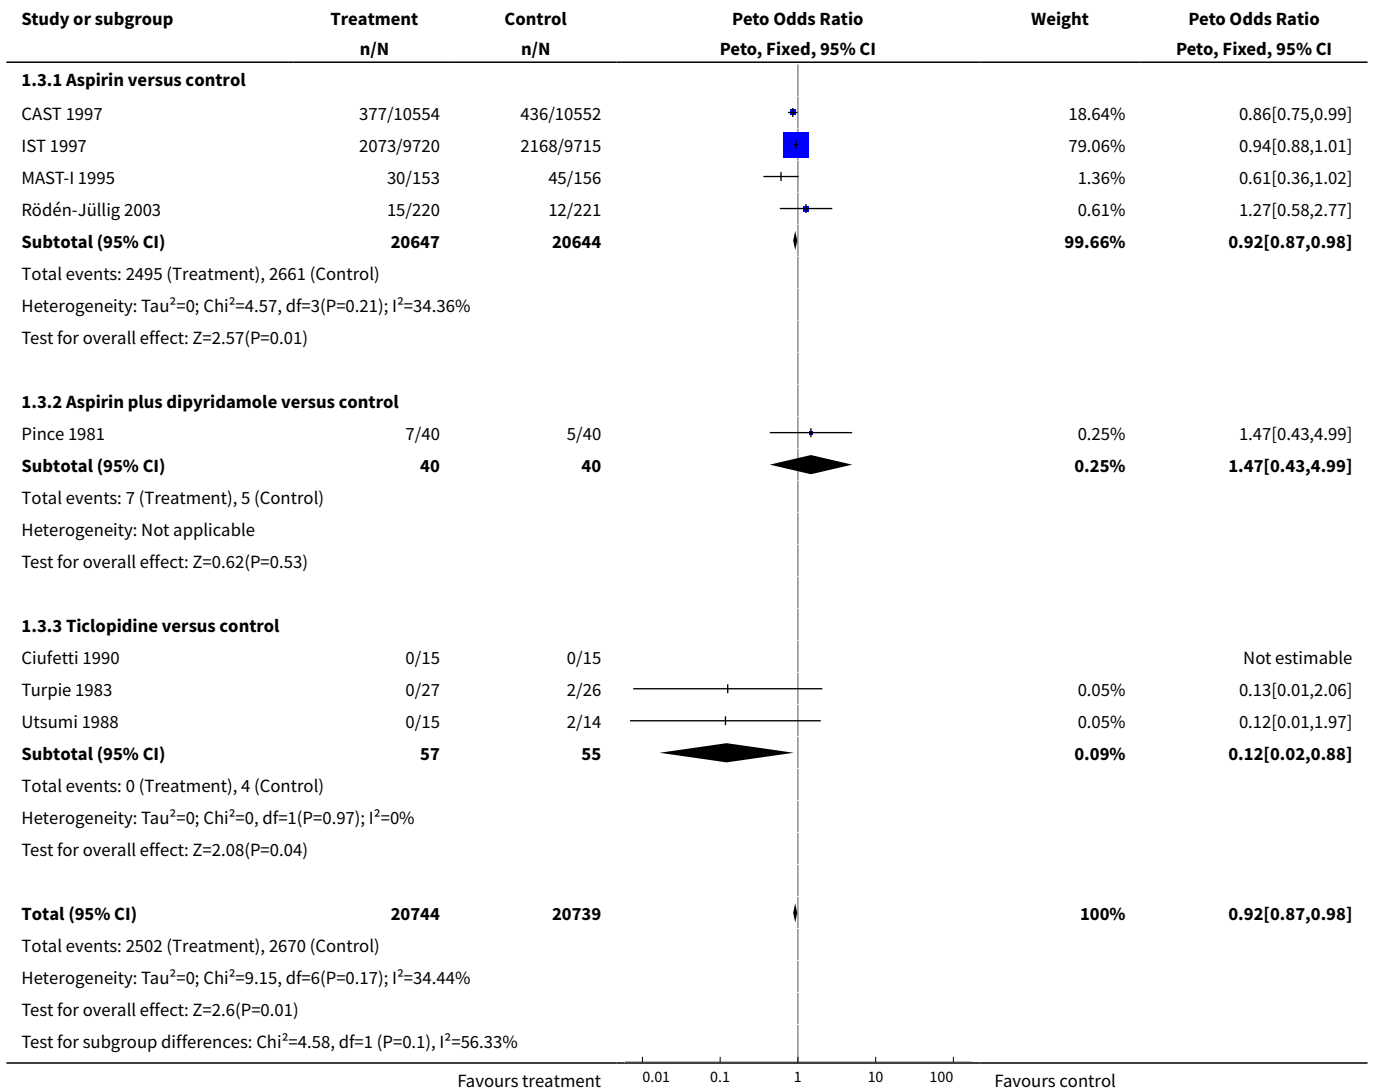 Study or subgroup Treatment Control Peto Odds Ratio Weight Peto Odds Ratio
n/N n/N Peto, Fixed, 95% CI Peto, Fixed, 95% CI
1.3.1 Aspirin versus control
CAST 1997 377/10554 436/10552 18.64% 0.86[0.75,0.99]
IST 1997 2073/9720 2168/9715 79.06% 0.94[0.88,1.01]
MAST-I 1995 30/153 45/156 1.36% 0.61[0.36,1.02]
Rödén-Jüllig 2003 15/220 12/221 0.61% 1.27[0.58,2.77]
Subtotal (95% CI) 20647 20644 99.66% 0.92[0.87,0.98]
Total events: 2495 (Treatment), 2661 (Control)
Heterogeneity: Tau²=0; Chi²=4.57, df=3(P=0.21); I²=34.36%
Test for overall effect: Z=2.57(P=0.01)
1.3.2 Aspirin plus dipyridamole versus control
Pince 1981 7/40 5/40 0.25% 1.47[0.43,4.99]
Subtotal (95% CI) 40 40 0.25% 1.47[0.43,4.99]
Total events: 7 (Treatment), 5 (Control)
Heterogeneity: Not applicable
Test for overall effect: Z=0.62(P=0.53)
1.3.3 Ticlopidine versus control
Ciufetti 1990 0/15 0/15 Not estimable
Turpie 1983 0/27 2/26 0.05% 0.13[0.01,2.06]
Utsumi 1988 0/15 2/14 0.05% 0.12[0.01,1.97]
Subtotal (95% CI) 57 55 0.09% 0.12[0.02,0.88]
Total events: 0 (Treatment), 4 (Control)
Heterogeneity: Tau²=0; Chi²=0, df=1(P=0.97); I²=0%
Test for overall effect: Z=2.08(P=0.04)
Total (95% CI) 20744 20739 100% 0.92[0.87,0.98]
Total events: 2502 (Treatment), 2670 (Control)
Heterogeneity: Tau²=0; Chi²=9.15, df=6(P=0.17); I²=34.44%
Test for overall effect: Z=2.6(P=0.01)
Test for subgroup differences: Chi²=4.58, df=1 (P=0.1), I²=56.33%
Favours treatment 0.01 0.1 1 10 100 Favours control